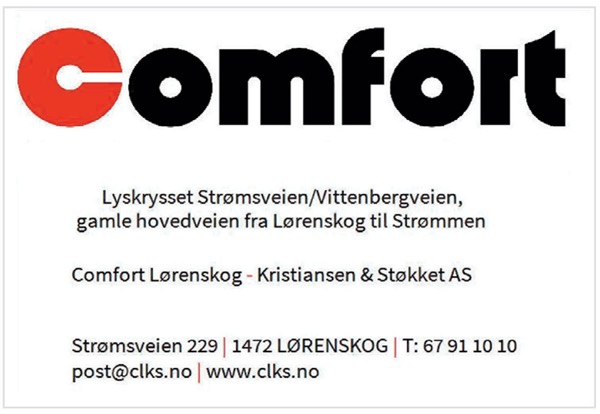 Comfort
Lyskrysset Strømsveien/Vittenbergveien,
gamle hovedveien fra Lørenskog til Strømmen
Comfort Lørenskog - Kristiansen & Støkket AS
Strømsveien 229 | 1472 LØRENSKOG | T: 67 91 10 10
post@clks.no | www.clks.no